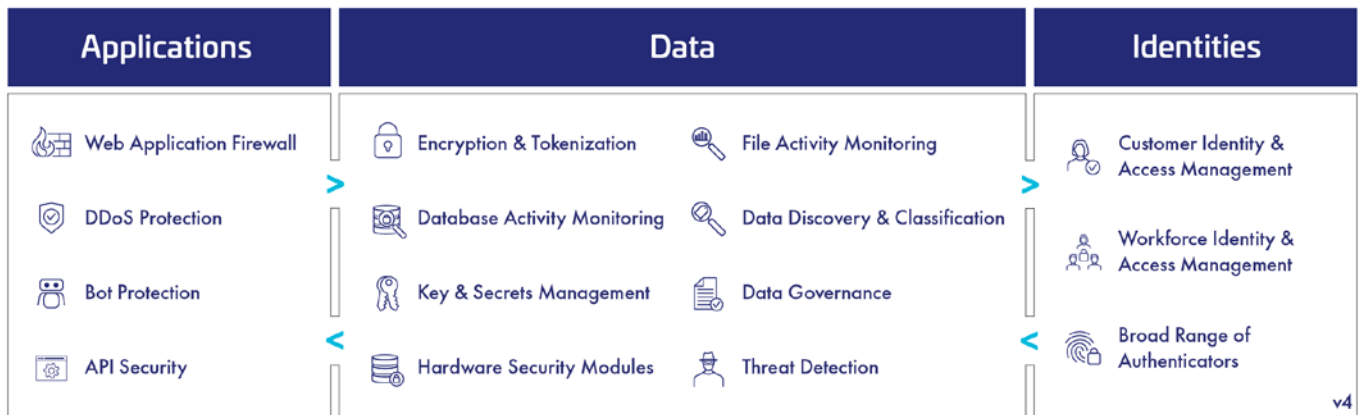 Applications
Web Application Firewall
DDoS Protection
Bot Protection
API Security
Data
Encryption & Tokenization
Database Activity Monitoring
Key & Secrets Management
Hardware Security Modules
File Activity Monitoring
Data Discovery & Classification
Data Governance
Threat Detection
Identities
Customer Identity &
Access Management
Workforce Identity &
Access Management
Broad Range of
Authenticators
v4